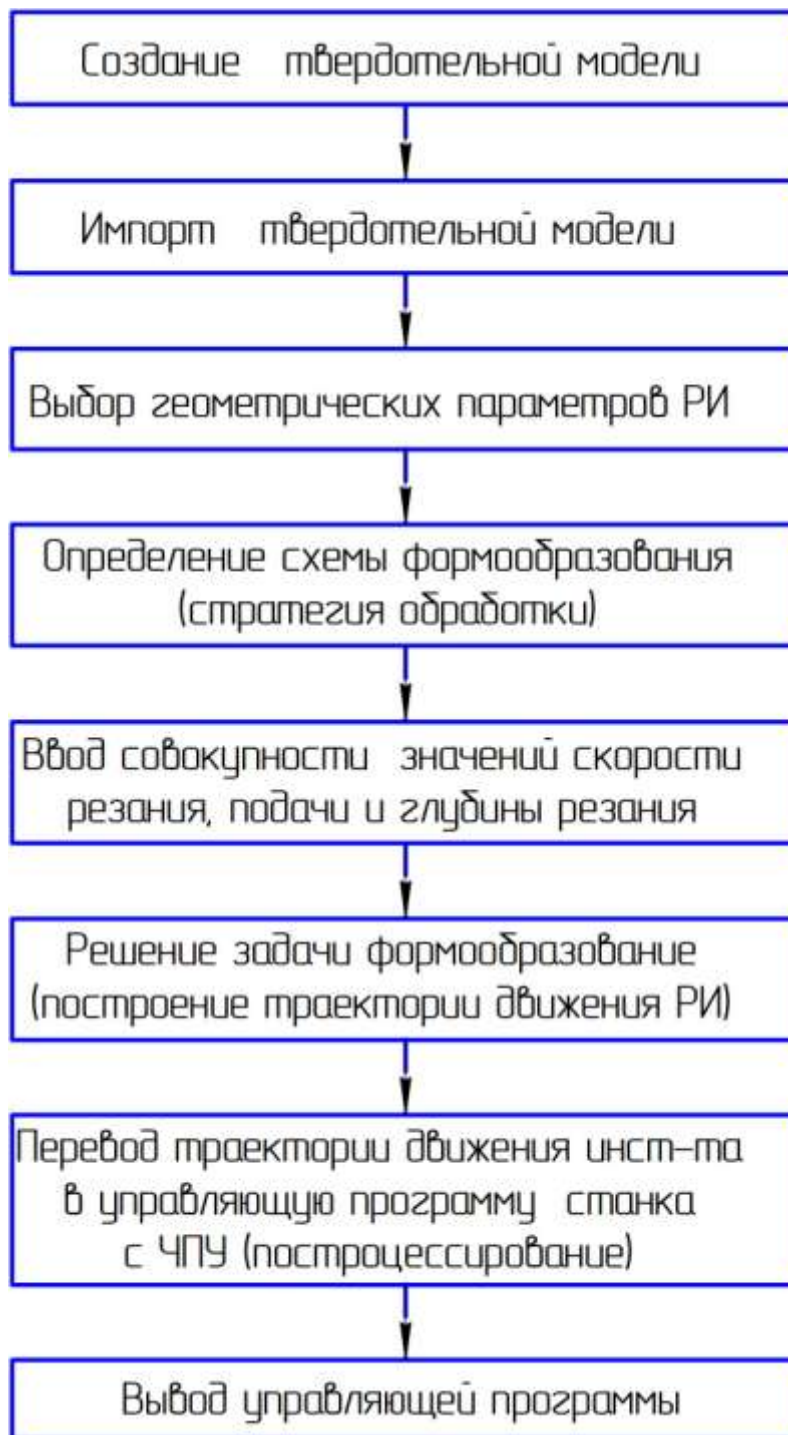 Создание твердотельной модели
Импорт твердотельной модели
Выбор геометрических параметров РИ
Определение схемы формообразования
(стратегия обработки)
Ввод совокупности значений скорости
резания, подачи и глубины резания
Решение задачи формообразование
(построение траектории движения РИ)
Перевод траектории движения инст-та
в управляющую программу станка
с ЧПУ (построцессирование)
Вывод управляющей программы